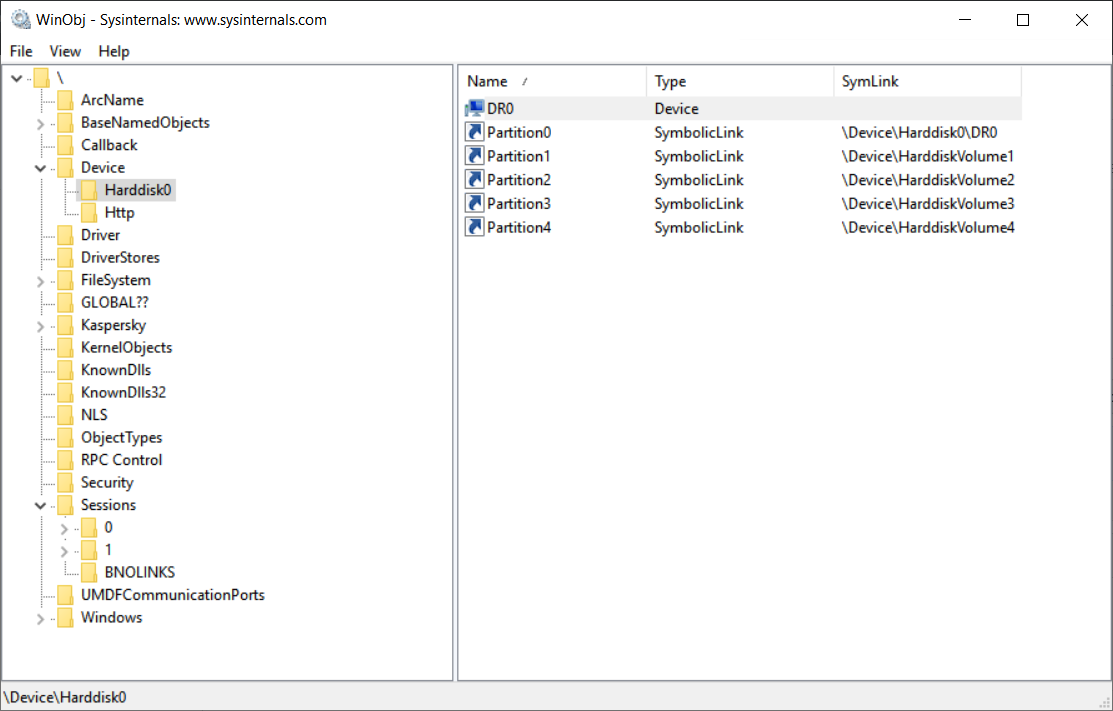 WinObj - Sysinternals: www.sysinternals.com
File View Help
\
ArcName
BaseNamedObjects
Callback
Device
Harddisk0
Http
Driver
DriverStores
FileSystem
GLOBAL??
Kaspersky
KernelObjects
KnownDlls
KnownDlls32
NLS
ObjectTypes
RPC Control
Security
Sessions
0
1
BNOLINKS
UMDFCommunicationPorts
Windows
Name / Type SymLink
DR0 Device
Partition0 SymbolicLink \Device\Harddisk0\DR0
Partition1 SymbolicLink \Device\HarddiskVolume1
Partition2 SymbolicLink \Device\HarddiskVolume2
Partition3 SymbolicLink \Device\HarddiskVolume3
Partition4 SymbolicLink \Device\HarddiskVolume4
\Device\Harddisk0